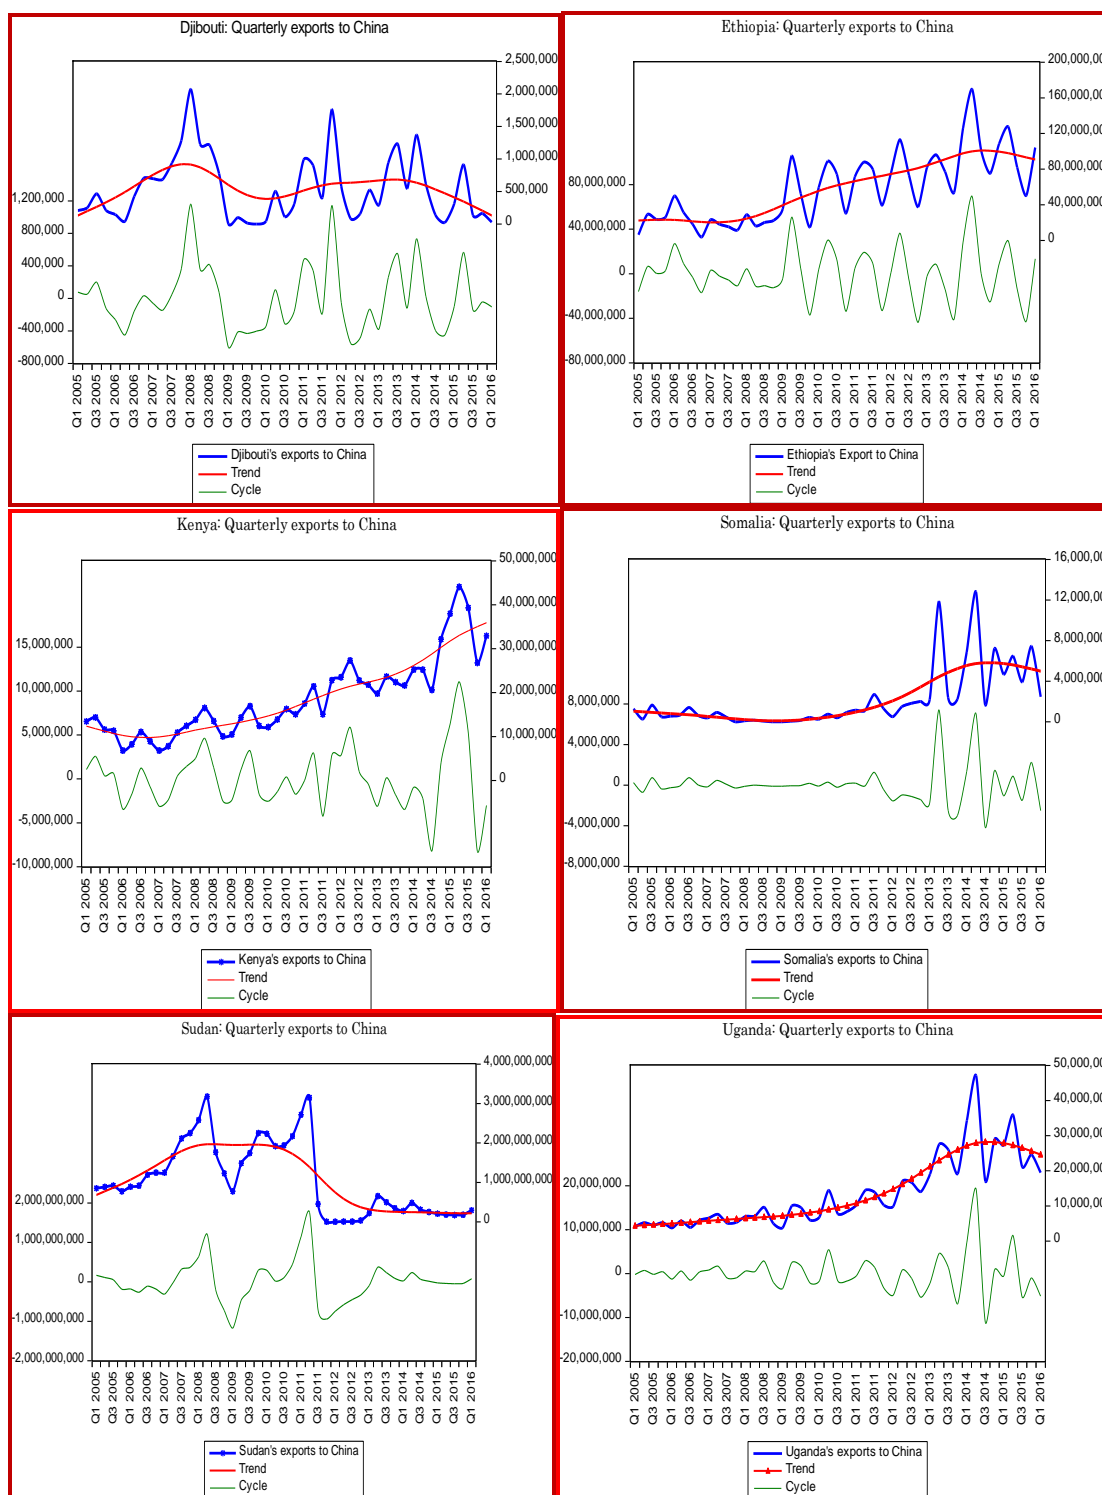 Djibouti: Quarterly exports to China
2,500,000
2,000,000
1,500,000
1,000,000
500,000
0
1,200,000
800,000
400,000
0
-400,000
-800,000
Q1 2005
Q3 2005
Q1 2006
Q3 2006
Q1 2007
Q3 2007
Q1 2008
Q3 2008
Q1 2009
Q3 2009
Q1 2010
Q3 2010
Q1 2011
Q3 2011
Q1 2012
Q3 2012
Q1 2013
Q3 2013
Q1 2014
Q3 2014
Q1 2015
Q3 2015
Q1 2016
Djibouti's exports to China
Trend
Cycle
Ethiopia: Quarterly exports to China
200,000,00
160,000,00
120,000,00
80,000,000
40,000,000
0
80,000,000
40,000,000
0
-40,000,000
-80,000,000
Q1 2005
Q3 2005
Q1 2006
Q3 2006
Q1 2007
Q3 2007
Q1 2008
Q3 2008
Q1 2009
Q3 2009
Q1 2010
Q3 2010
Q1 2011
Q3 2011
Q1 2012
Q3 2012
Q1 2013
Q3 2013
Q1 2014
Q3 2014
Q1 2015
Q3 2015
Q1 2016
Ethiopia's Export to China
Trend
Cycle
Kenya: Quarterly exports to China
50,000,000
40,000,000
30,000,000
20,000,000
10,000,000
0
15,000,000
10,000,000
5,000,000
0
-5,000,000
-10,000,000
Q1 2005
Q3 2005
Q1 2006
Q3 2006
Q1 2007
Q3 2007
Q1 2008
Q3 2008
Q1 2009
Q3 2009
Q1 2010
Q3 2010
Q1 2011
Q3 2011
Q1 2012
Q3 2012
Q1 2013
Q3 2013
Q1 2014
Q3 2014
Q1 2015
Q3 2015
Q1 2016
Kenya's exports to China
Trend
Cycle
Somalia: Quarterly exports to China
16,000,00
12,000,00
8,000,000
4,000,000
0
8,000,000
4,000,000
0
-4,000,000
-8,000,000
Q1 2005
Q3 2005
Q1 2006
Q3 2006
Q1 2007
Q3 2007
Q1 2008
Q3 2008
Q1 2009
Q3 2009
Q1 2010
Q3 2010
Q1 2011
Q3 2011
Q1 2012
Q3 2012
Q1 2013
Q3 2013
Q1 2014
Q3 2014
Q1 2015
Q3 2015
Q1 2016
Somalia's exports to China
Trend
Cycle
Sudan: Quarterly exports to China
4,000,000,000
3,000,000,000
2,000,000,000
1,000,000,000
0
2,000,000,000
1,000,000,000
0
-1,000,000,000
-2,000,000,000
Q1 2005
Q3 2005
Q1 2006
Q3 2006
Q1 2007
Q3 2007
Q1 2008
Q3 2008
Q1 2009
Q3 2009
Q1 2010
Q3 2010
Q1 2011
Q3 2011
Q1 2012
Q3 2012
Q1 2013
Q3 2013
Q1 2014
Q3 2014
Q1 2015
Q3 2015
Q1 2016
Sudan's exports to China
Trend
Cycle
Uganda: Quarterly exports to China
50,000,00
40,000,00
30,000,00
20,000,00
10,000,00
0
20,000,000
10,000,000
0
-10,000,000
-20,000,000
Q1 2005
Q3 2005
Q1 2006
Q3 2006
Q1 2007
Q3 2007
Q1 2008
Q3 2008
Q1 2009
Q3 2009
Q1 2010
Q3 2010
Q1 2011
Q3 2011
Q1 2012
Q3 2012
Q1 2013
Q3 2013
Q1 2014
Q3 2014
Q1 2015
Q3 2015
Q1 2016
Uganda's exports to China
Trend
Cycle